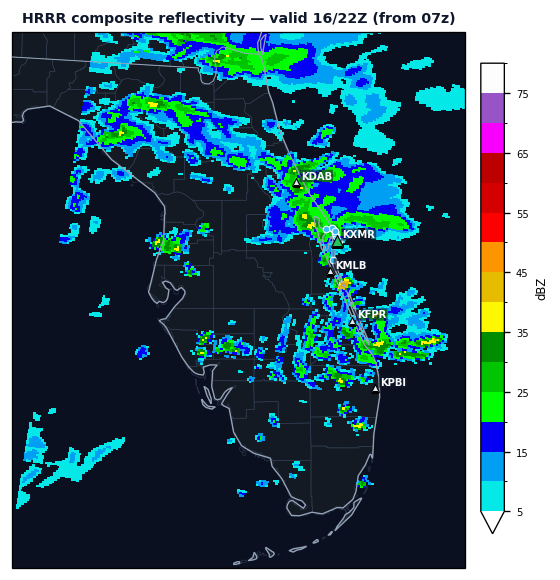 HRRR composite reflectivity — valid 16/22Z (from 07z)
KDAB
KXMR
KMLB
KFPR
KPBI
75
65
55
45
35
25
15
5
dBZ